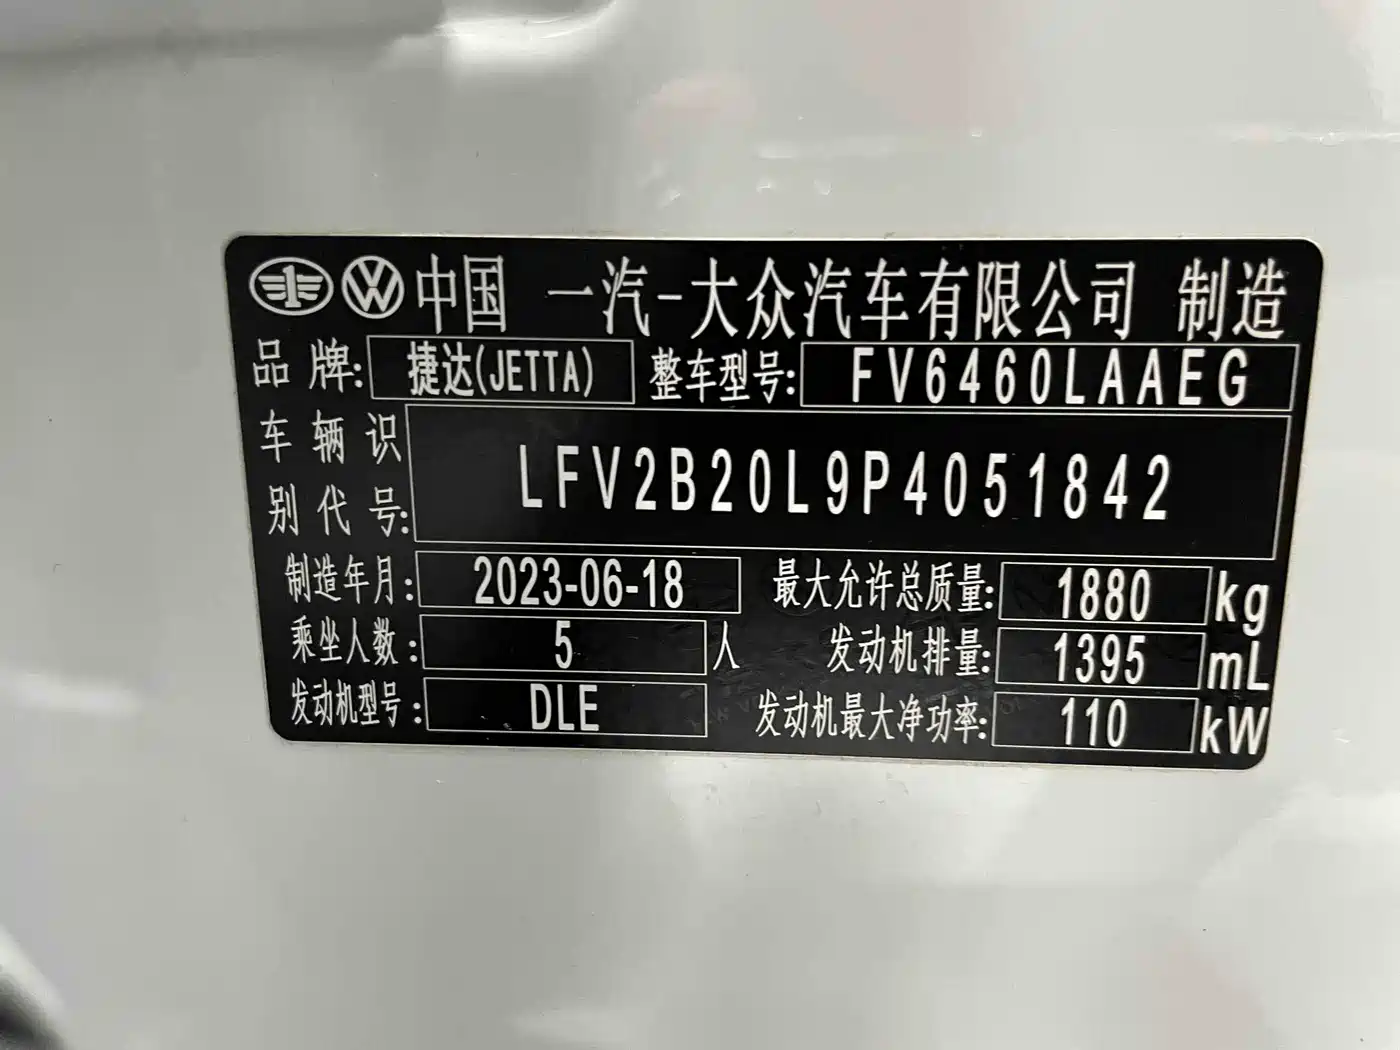 中国 一汽-大众汽车有限公司 制造
品牌: 捷达(JETTA) 整车型号: FV6460LAAEG
车辆识别代号: LFV2B20L9P4051842
制造年月: 2023-06-18 最大允许总质量: 1880 kg
乘坐人数: 5 人 发动机排量: 1395 mL
发动机型号: DLE 发动机最大净功率: 110 kW